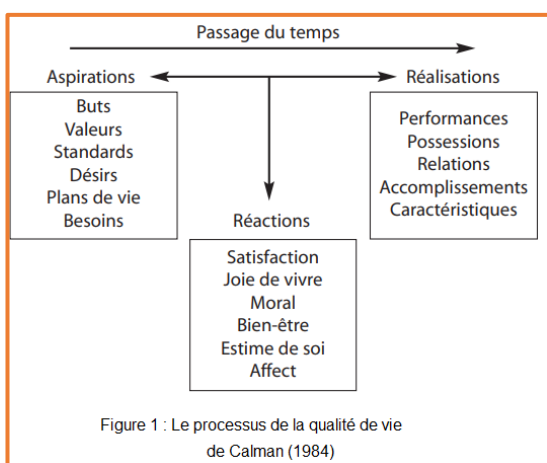 Passage du temps
Aspirations
Réalisations
Buts
Valeurs
Standards
Désirs
Plans de vie
Besoins
Performances
Possessions
Relations
Accomplissements
Caractéristiques
Réactions
Satisfaction
Joie de vivre
Moral
Bien-être
Estime de soi
Affect
Figure 1 : Le processus de la qualité de vie
de Calman (1984)